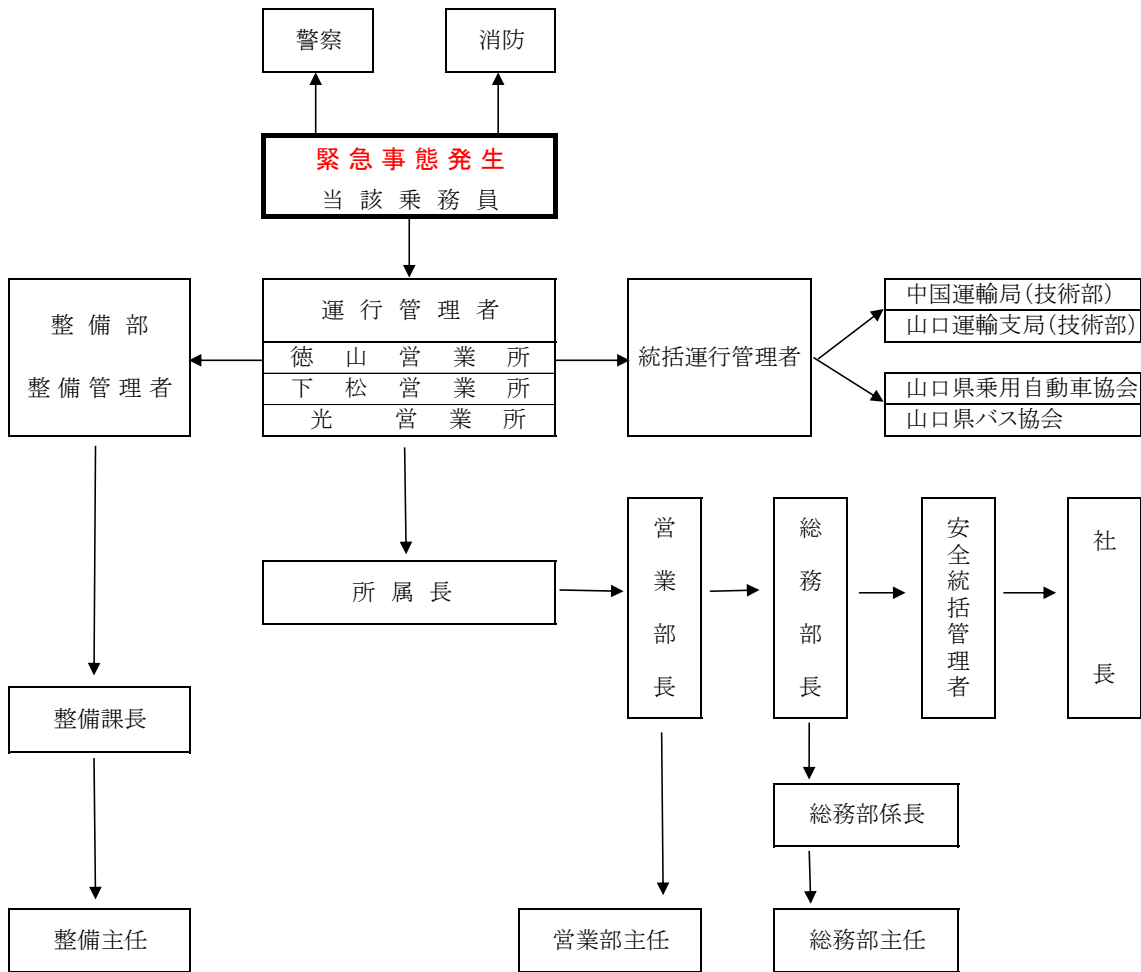 警察
消防
緊急事態発生
当該乗務員
整備部
整備管理者
運行管理者
徳山営業所
下松営業所
光営業所
統括運行管理者
中国運輸局(技術部)
山口運輸支局(技術部)
山口県乗用自動車協会
山口県バス協会
所属長
営業部長
総務部長
安全統括管理者
社長
整備課長
総務部係長
整備主任
営業部主任
総務部主任